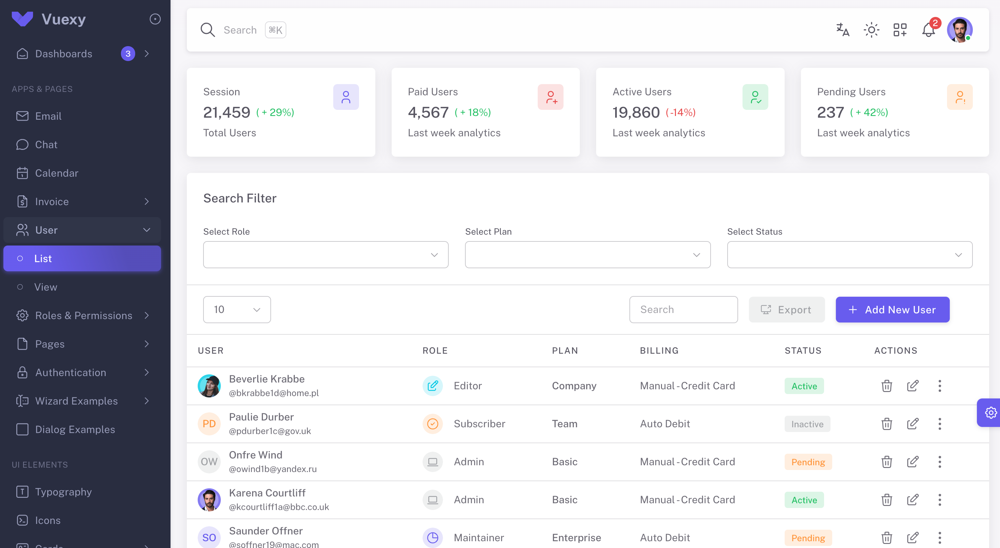 Vuexy
Dashboards 3
APPS & PAGES
Email
Chat
Calendar
Invoice
User
List
View
Roles & Permissions
Pages
Authentication
Wizard Examples
Dialog Examples
UI ELEMENTS
Typography
Icons
Cards
Search ⌘K
2
Session
21,459 ( + 29%)
Total Users
Paid Users
4,567 ( + 18%)
Last week analytics
Active Users
19,860 ( -14%)
Last week analytics
Pending Users
237 ( + 42%)
Last week analytics
Search Filter
Select Role
Select Plan
Select Status
10
Search
Export
Add New User
USER ROLE PLAN BILLING STATUS ACTIONS
Beverlie Krabbe
@bkrabbe1d@home.pl
Editor Company Manual - Credit Card Active
PD
Paulie Durber
@pdurber1c@gov.uk
Subscriber Team Auto Debit Inactive
OW
Onfre Wind
@owind1b@yandex.ru
Admin Basic Manual - Credit Card Pending
Karena Courtliff
@kcourtliff1a@bbc.co.uk
Admin Basic Manual - Credit Card Active
SO
Saunder Offner
@soffner19@mac.com
Maintainer Enterprise Auto Debit Pending